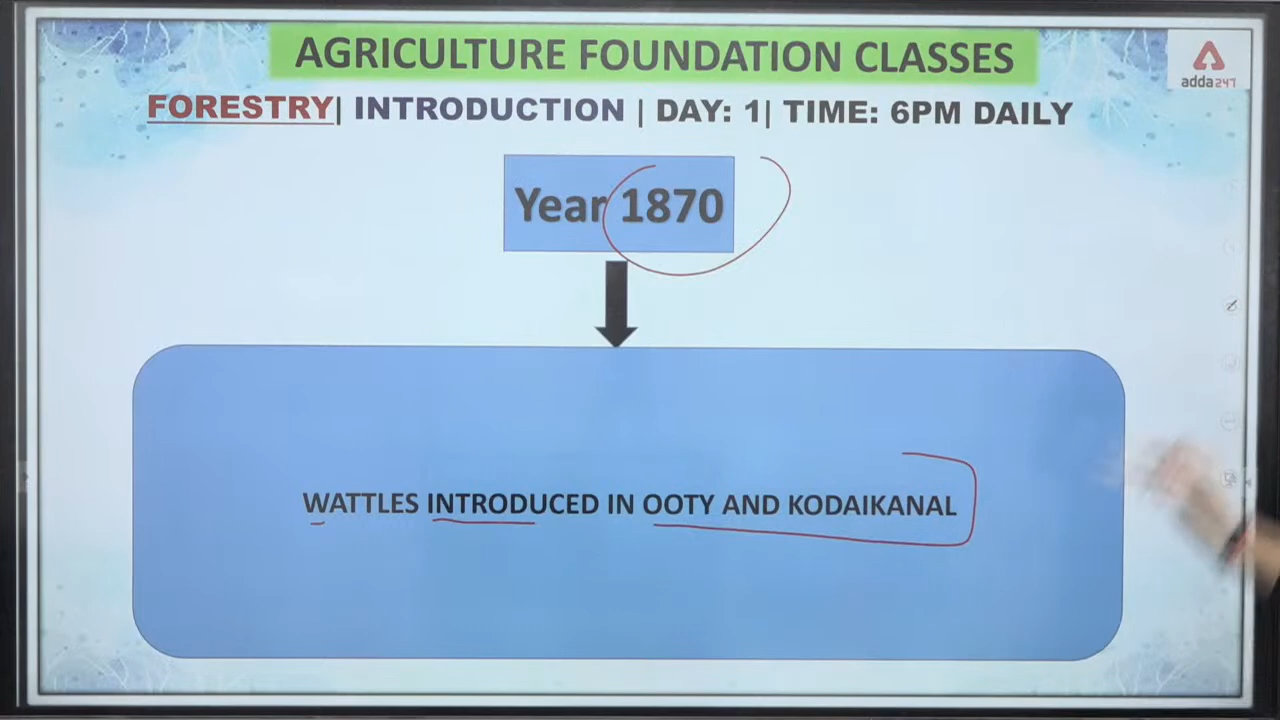 AGRICULTURE FOUNDATION CLASSES
adda247
FORESTRY| INTRODUCTION | DAY: 1| TIME: 6PM DAILY
Year 1870
WATTLES INTRODUCED IN OOTY AND KODAIKANAL